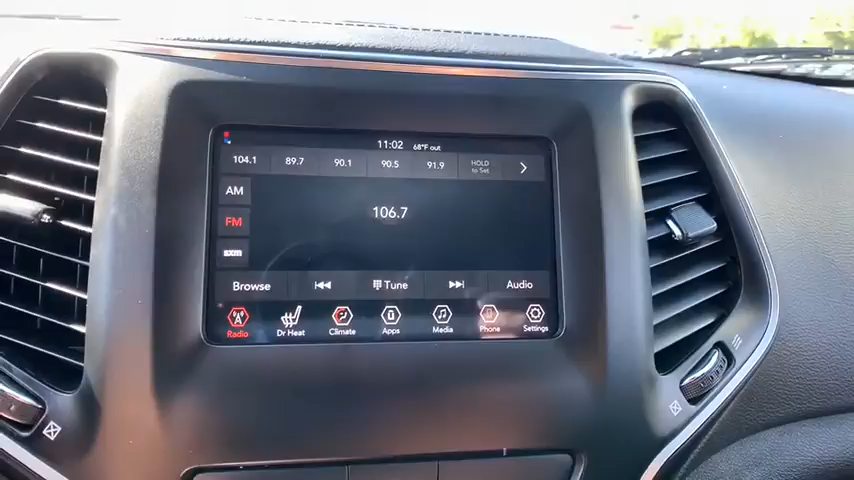 11:02 68°F out
104.1 89.7 90.1 90.5 91.9 HOLD to Set
AM
FM
sxm
106.7
Browse Tune Audio
Radio Dr Heat Climate Apps Media Phone Settings